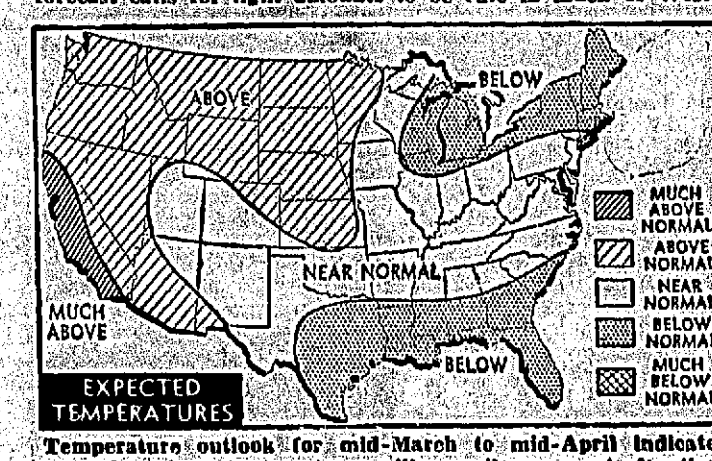 ABOVE
BELOW
NEAR NORMAL
MUCH
ABOVE
BELOW
EXPECTED
TEMPERATURES
MUCH
ABOVE
NORMAL
ABOVE
NORMAL
NEAR
NORMAL
BELOW
NORMAL
MUCH
BELOW
NORMAL
Temperature outlook for mid-March to mid-April indicate